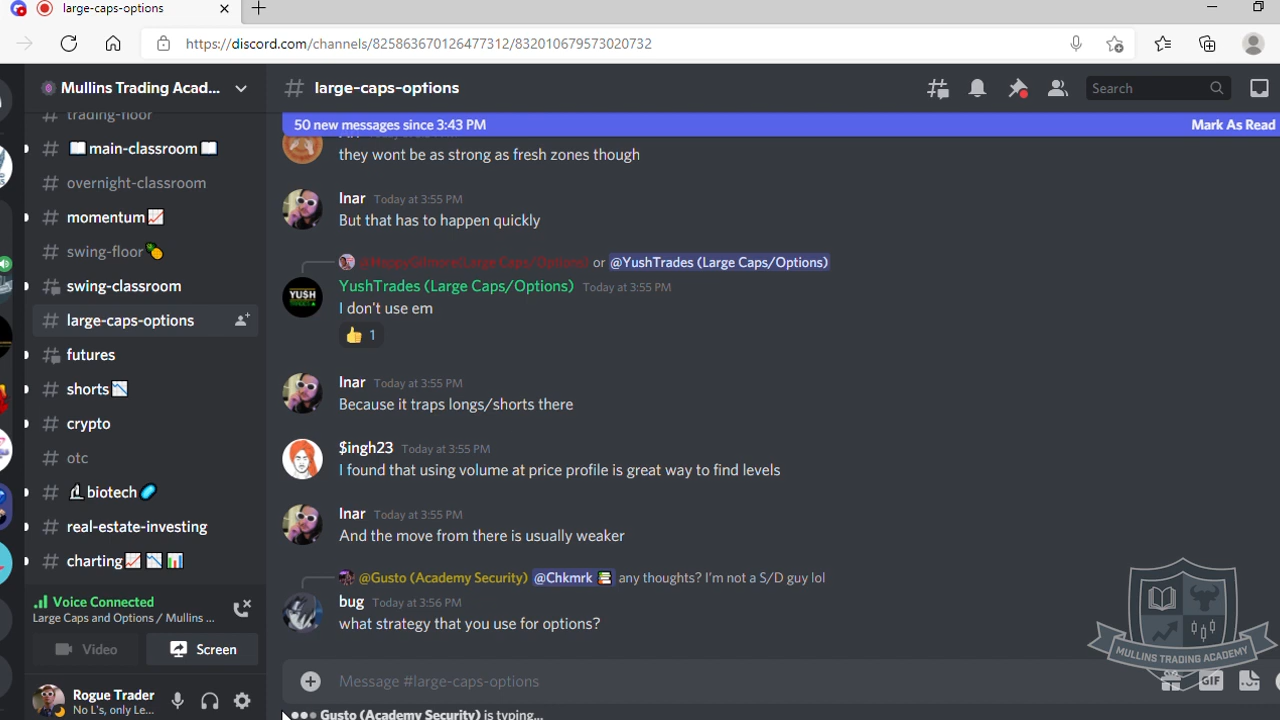 large-caps-options
https://discord.com/channels/825863670126477312/832010679573020732
Mullins Trading Acad...
large-caps-options
Search
trading-floor
main-classroom
overnight-classroom
momentum
swing-floor
swing-classroom
large-caps-options
futures
shorts
crypto
otc
biotech
real-estate-investing
charting
Voice Connected
Large Caps and Options / Mullins ...
Video
Screen
Rogue Trader
No L's, only Le...
50 new messages since 3:43 PM
Mark As Read
they wont be as strong as fresh zones though
Inar Today at 3:55 PM
But that has to happen quickly
@HappyGilmore(Large Caps/Options) or @YushTrades (Large Caps/Options)
YUSH
YushTrades (Large Caps/Options) Today at 3:55 PM
I don't use em
1
Inar Today at 3:55 PM
Because it traps longs/shorts there
$ingh23 Today at 3:55 PM
I found that using volume at price profile is great way to find levels
Inar Today at 3:55 PM
And the move from there is usually weaker
@Gusto (Academy Security) @Chkmrk any thoughts? I'm not a S/D guy lol
bug Today at 3:56 PM
what strategy that you use for options?
Message #large-caps-options
GIF
Gusto (Academy Security) is typing...
MULLINS TRADING ACADEMY